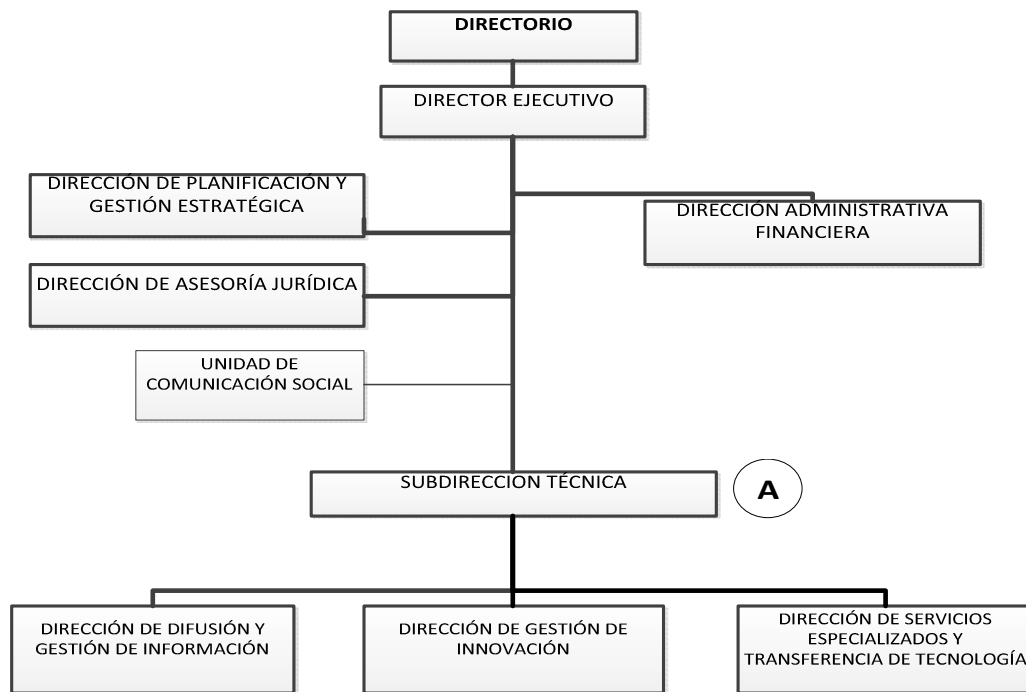 DIRECTORIO
DIRECTOR EJECUTIVO
DIRECCIÓN DE PLANIFICACIÓN Y
GESTIÓN ESTRATÉGICA
DIRECCIÓN ADMINISTRATIVA
FINANCIERA
DIRECCIÓN DE ASESORÍA JURÍDICA
UNIDAD DE
COMUNICACIÓN SOCIAL
SUBDIRECCION TÉCNICA
A
DIRECCIÓN DE DIFUSIÓN Y
GESTIÓN DE INFORMACIÓN
DIRECCIÓN DE GESTIÓN DE
INNOVACIÓN
DIRECCIÓN DE SERVICIOS
ESPECIALIZADOS Y
TRANSFERENCIA DE TECNOLOGÍA